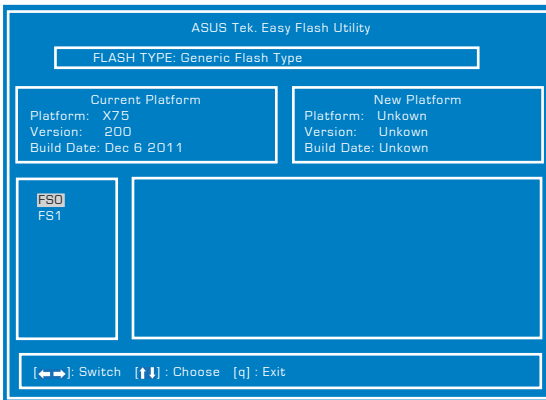 ASUS Tek. Easy Flash Utility
FLASH TYPE: Generic Flash Type
Current Platform
Platform: X75
Version: 200
Build Date: Dec 6 2011
New Platform
Platform: Unkown
Version: Unkown
Build Date: Unkown
FS0
FS1
[←→]: Switch [↑↓] : Choose [q] : Exit